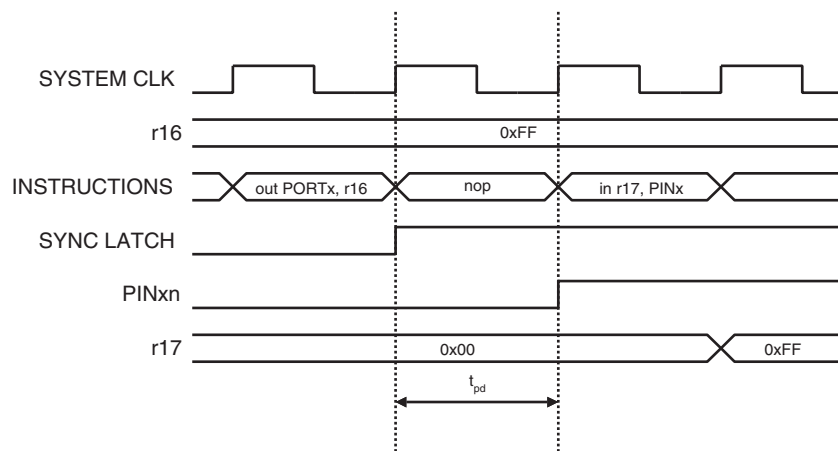 SYSTEM CLK
r16
0xFF
INSTRUCTIONS
out PORTx, r16
nop
in r17, PINx
SYNC LATCH
PINxn
r17
0x00
0xFF
tpd